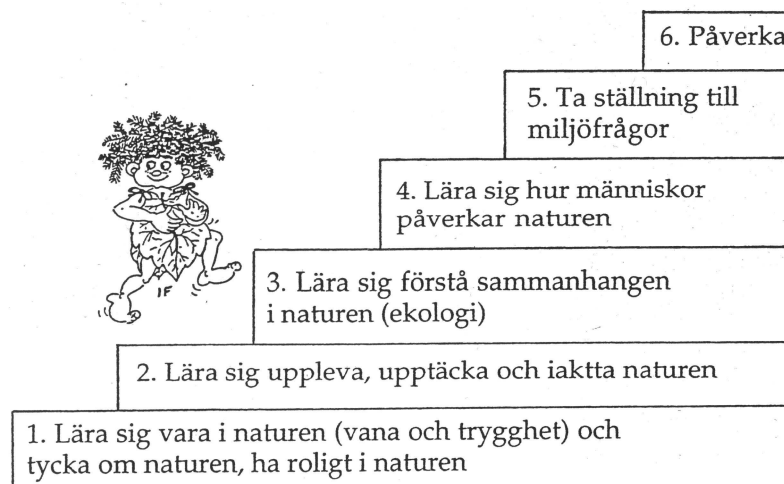 6. Påverka
5. Ta ställning till
miljöfrågor
4. Lära sig hur människor
påverkar naturen
3. Lära sig förstå sammanhangen
i naturen (ekologi)
2. Lära sig uppleva, upptäcka och iaktta naturen
1. Lära sig vara i naturen (vana och trygghet) och
tycka om naturen, ha roligt i naturen
IF